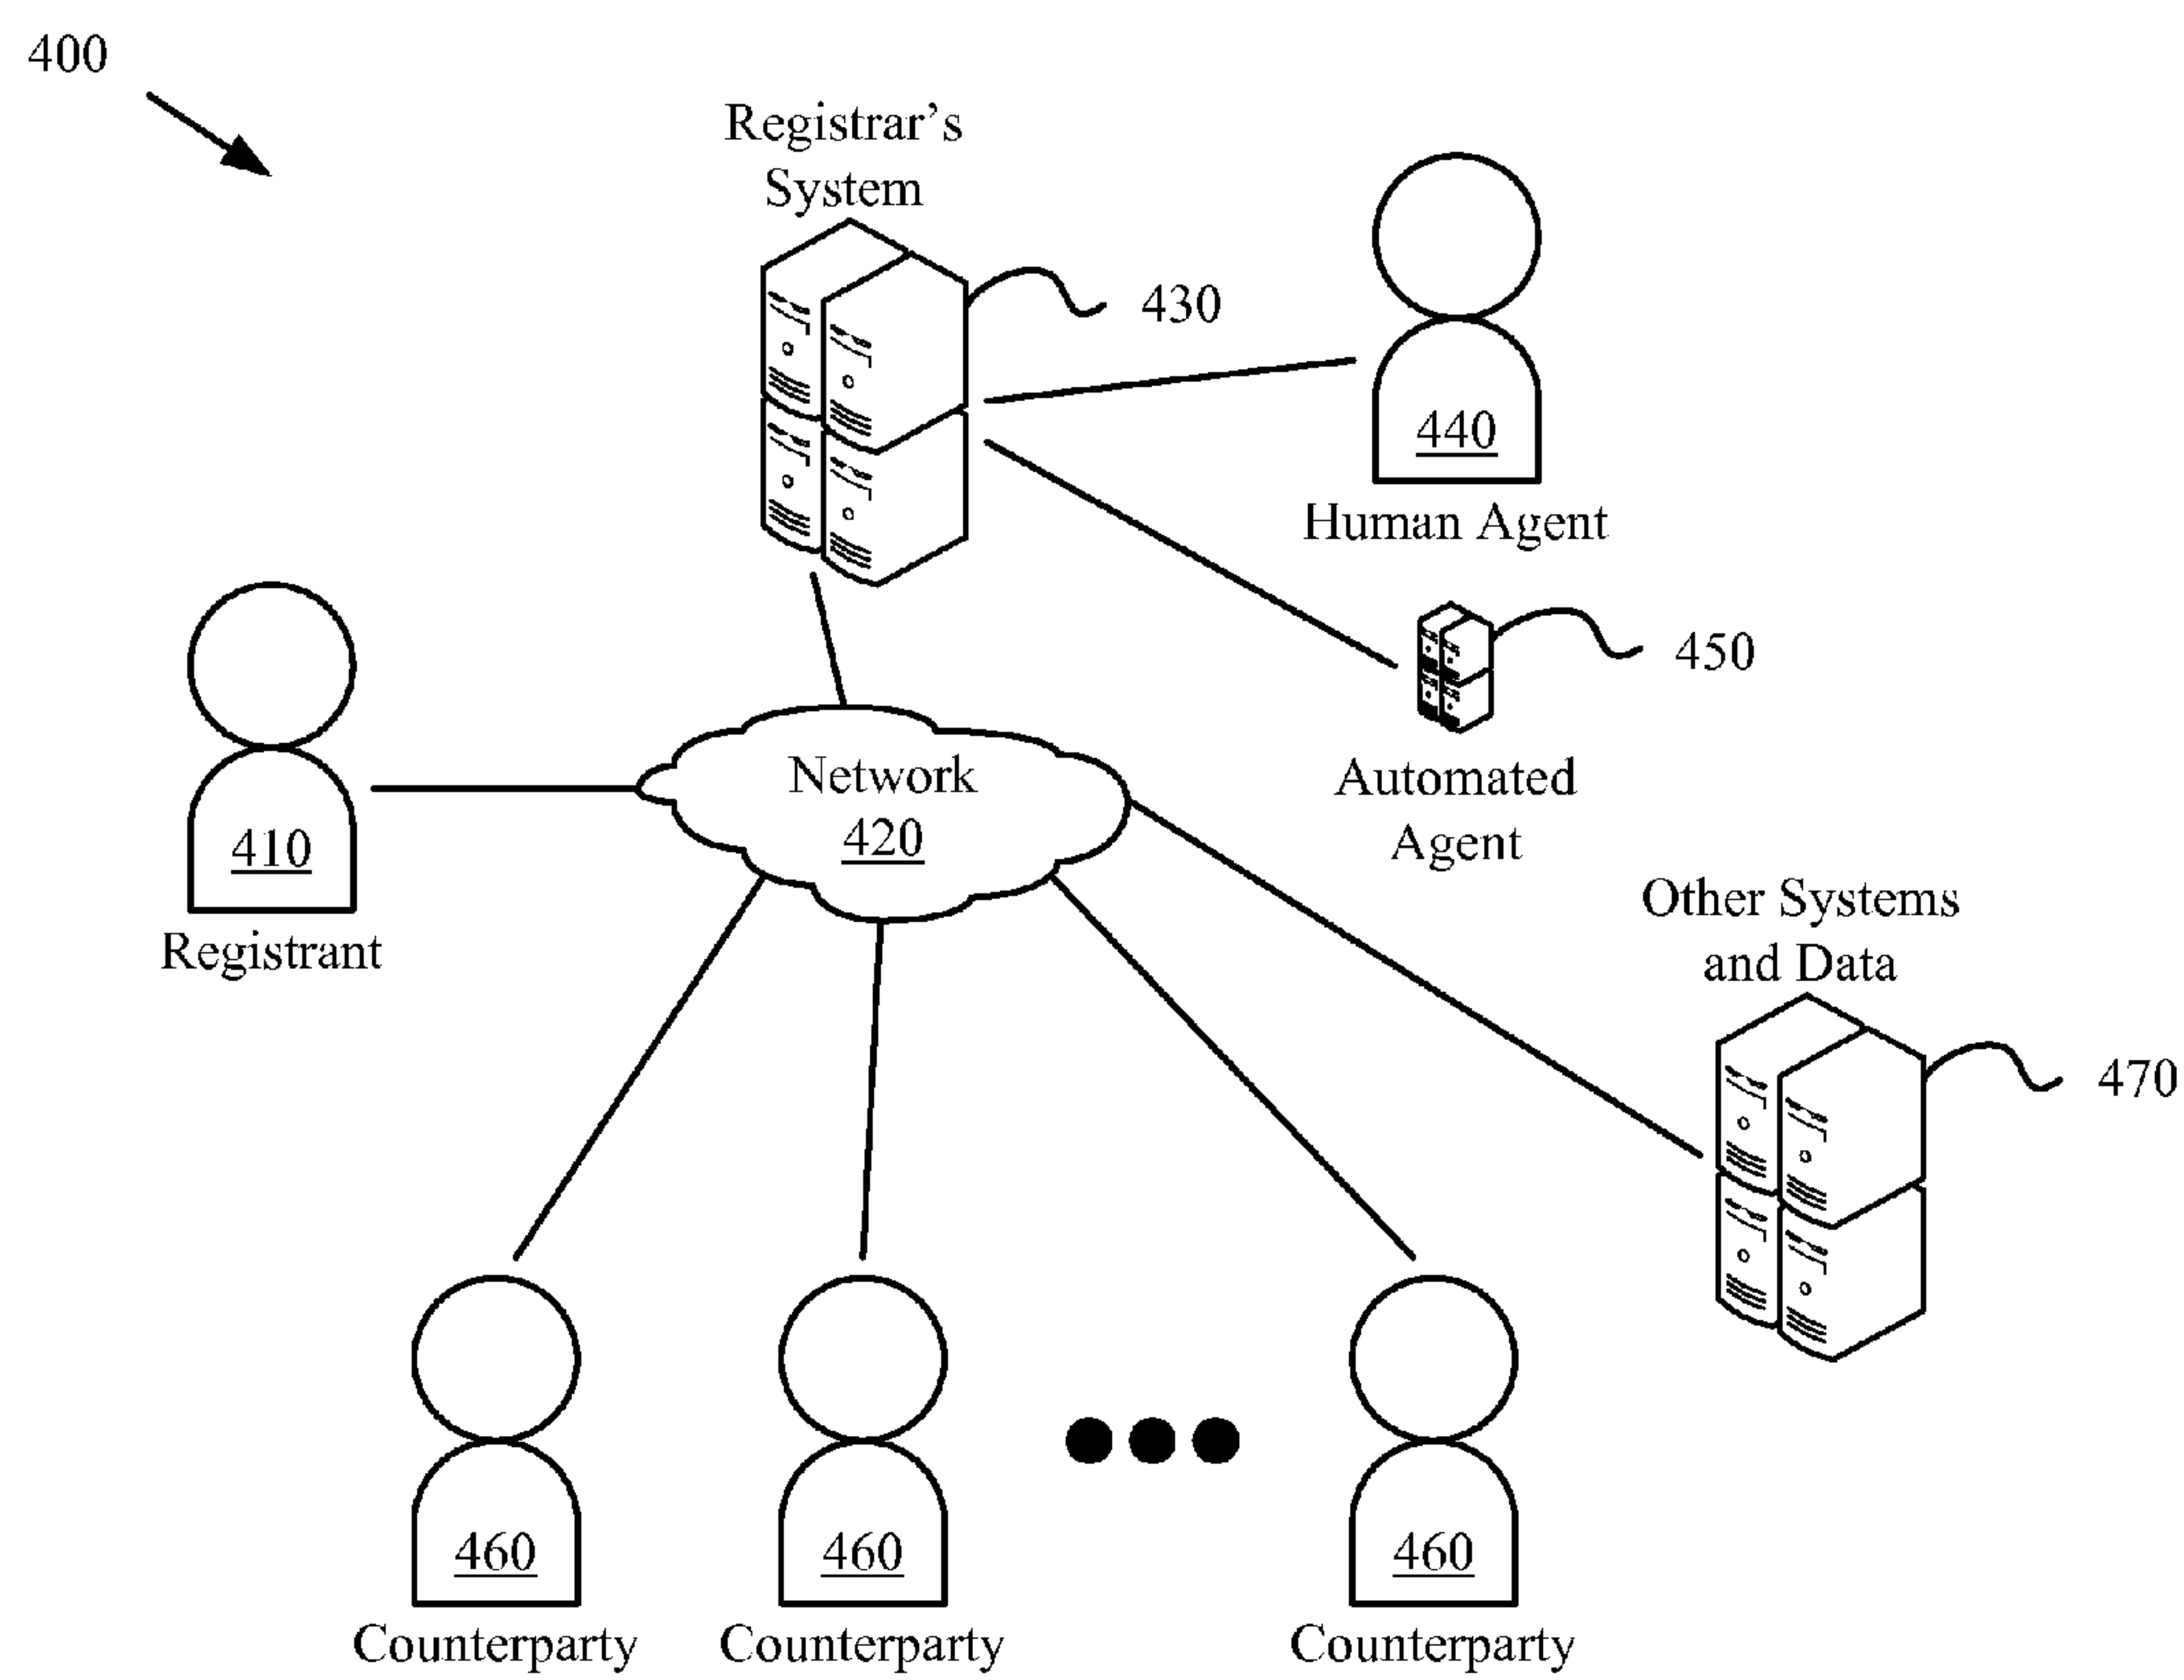 400
Registrar's
System
430
440
Human Agent
450
Automated
Agent
Network
420
410
Registrant
Other Systems
and Data
470
460
460
460
Counterparty
Counterparty
Counterparty